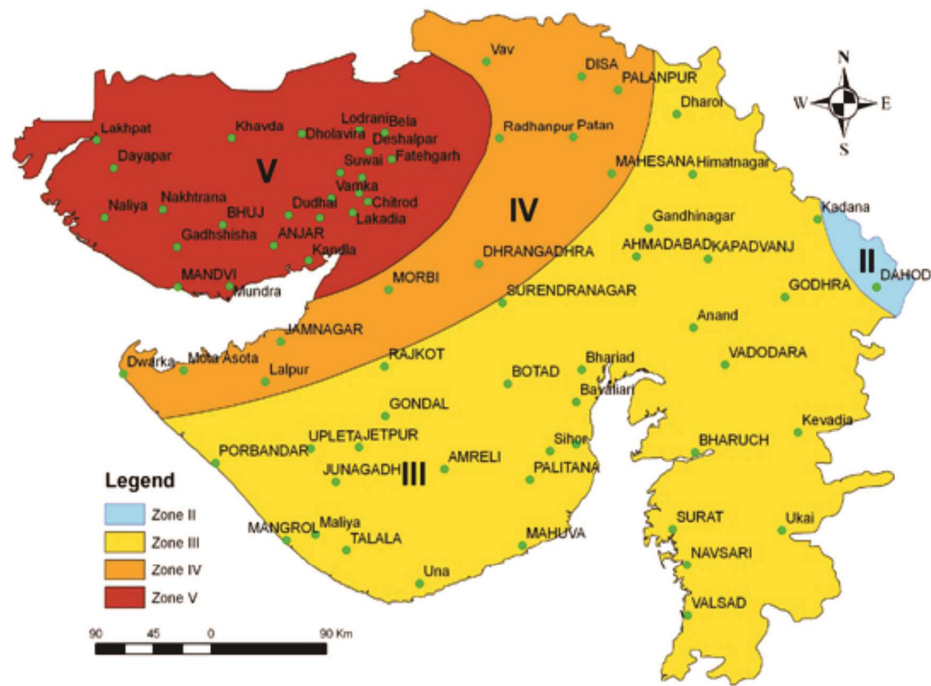 Vav
DISA
PALANPUR
N
W E
S
Dharoi
Lodrani
Bela
Lakhpat
Khavda
Dholavira
Deshalpar
Radhanpur
Patan
Fatehgarh
Dayapar
V
Suwai
MAHESANA
Himatnagar
Vamka
Chitrod
Nakhtrana
Dudhai
Lakadia
IV
Naliya
BHUJ
Gandhinagar
Kadana
Gadhshisha
ANJAR
Kandla
DHRANGADHRA
AHMADABAD
KAPADVANJ
II
MANDVI
Mundra
MORBI
DAHOD
GODHRA
SURENDRANAGAR
JAMNAGAR
Anand
Dwarka
Mota Asota
Lalpur
RAJKOT
Bhariad
BOTAD
VADODARA
Bavaliari
GONDAL
Kevadia
UPLETA
JETPUR
Sihor
BHARUCH
PORBANDAR
JUNAGADH
III
AMRELI
PALITANA
Legend
Zone II
Zone III
Zone IV
Zone V
MANGROL
Maliya
TALALA
MAHUVA
SURAT
Ukai
Una
NAVSARI
VALSAD
90 45 0 90 Km